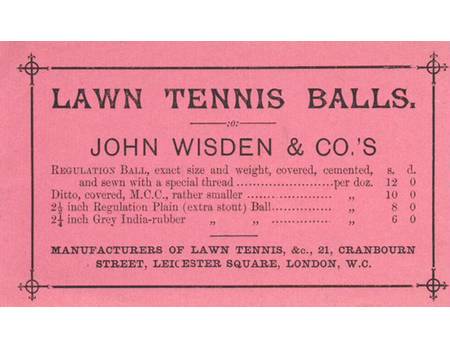 LAWN TENNIS BALLS.
:o:
JOHN WISDEN & CO.'S
REGULATION BALL, exact size and weight, covered, cemented, s. d.
and sewn with a special thread ........................per doz. 12 0
Ditto, covered, M.C.C., rather smaller .................... „ 10 0
2½ inch Regulation Plain (extra stout) Ball............... „ 8 0
2¼ inch Grey India-rubber „ „ ............... „ 6 0
MANUFACTURERS OF LAWN TENNIS, &c., 21, CRANBOURN
STREET, LEICESTER SQUARE, LONDON, W.C.